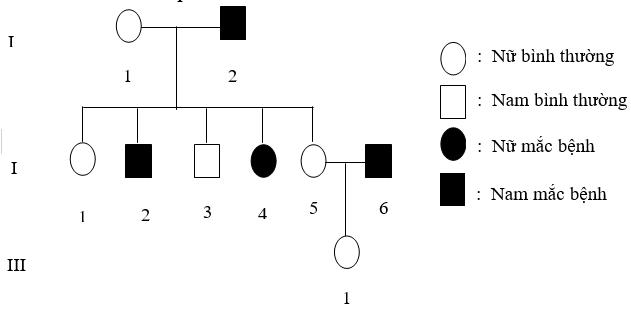 I
1 2
: Nữ bình thường
: Nam bình thường
: Nữ mắc bệnh
: Nam mắc bệnh
I
1 2 3 4 5 6
III
1